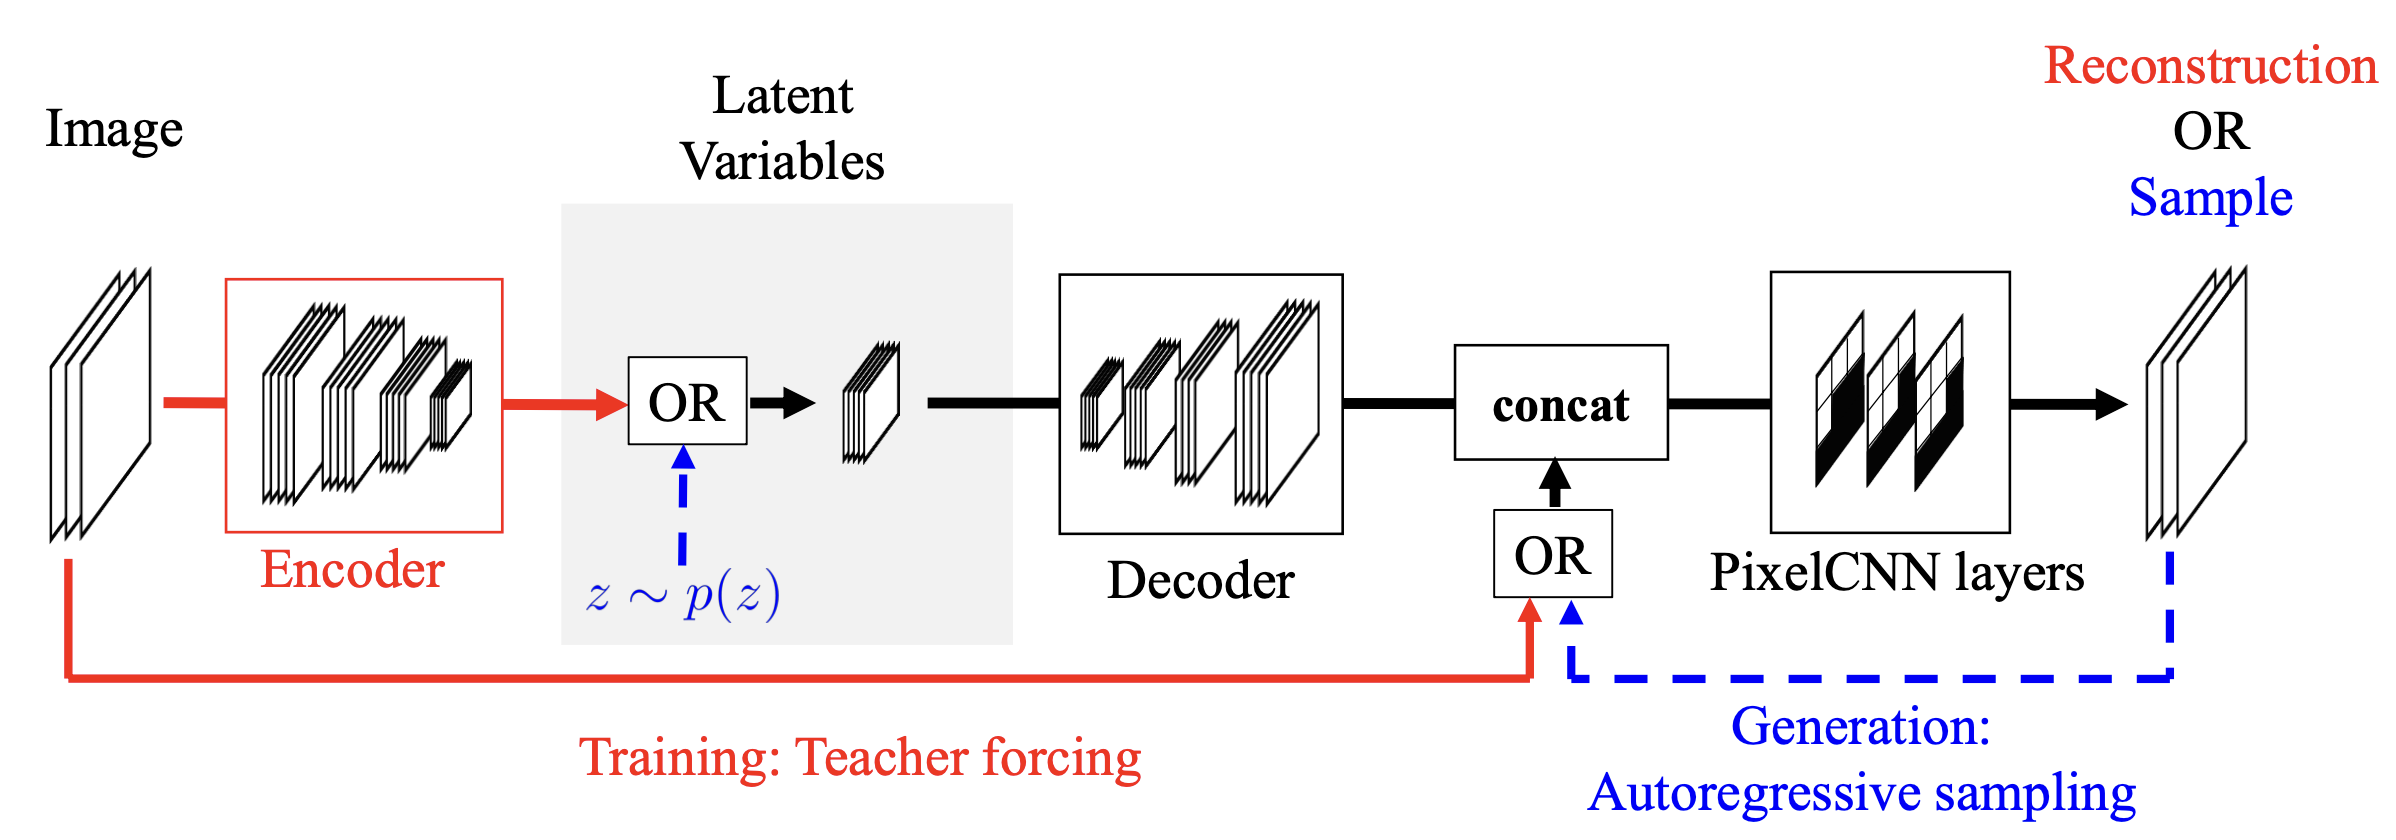 Image
Latent
Variables
Reconstruction
OR
Sample
Encoder
OR
z ∼ p(z)
Decoder
concat
OR
PixelCNN layers
Training: Teacher forcing
Generation:
Autoregressive sampling